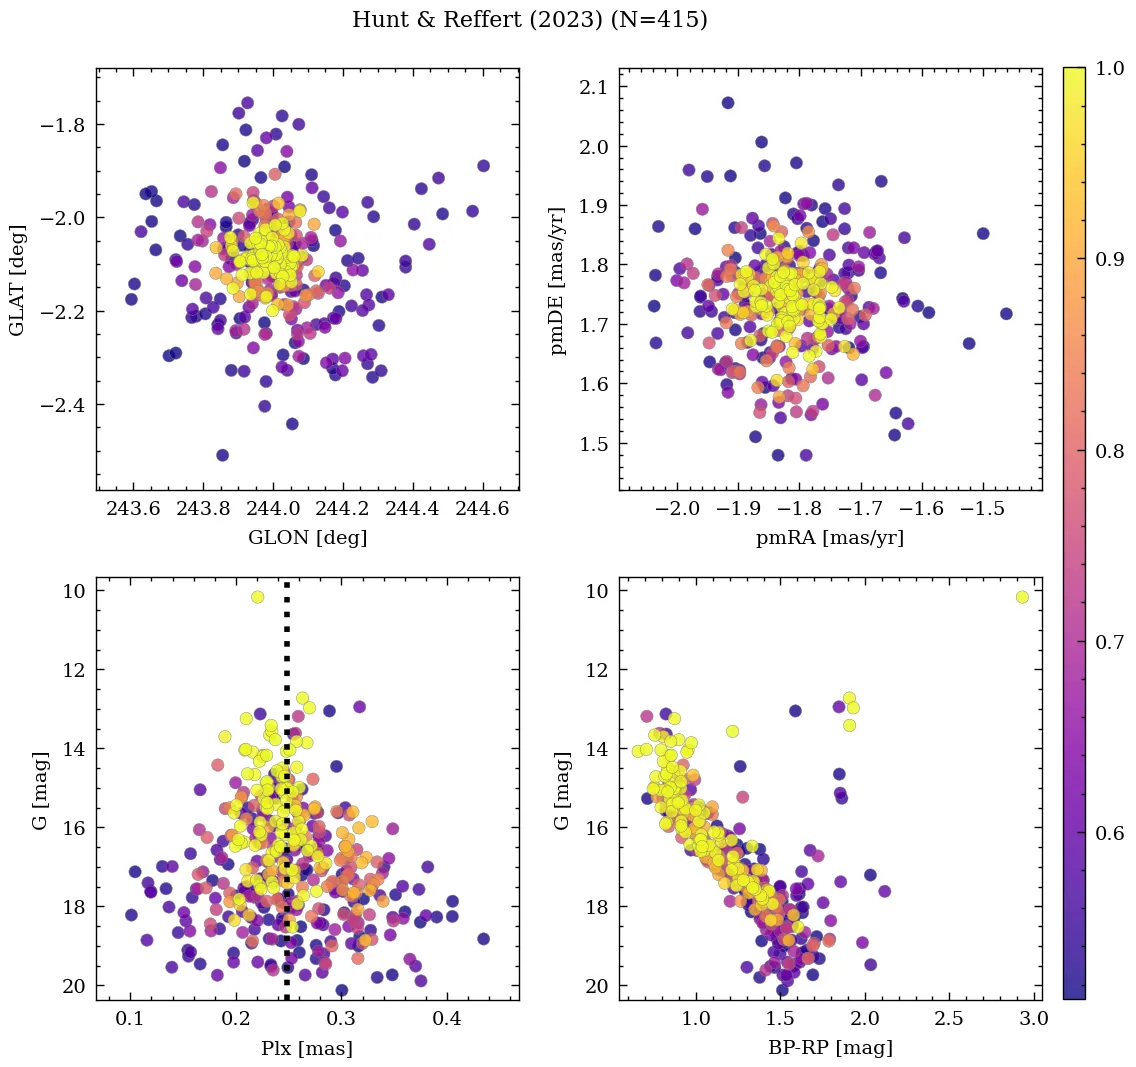 Hunt & Reffert (2023) (N=415)
−1.8
−2.0
−2.2
−2.4
GLAT [deg]
243.6 243.8 244.0 244.2 244.4 244.6
GLON [deg]
2.1
2.0
1.9
1.8
1.7
1.6
1.5
pmDE [mas/yr]
−2.0 −1.9 −1.8 −1.7 −1.6 −1.5
pmRA [mas/yr]
1.0
0.9
0.8
0.7
0.6
10
12
14
16
18
20
G [mag]
0.1 0.2 0.3 0.4
Plx [mas]
10
12
14
16
18
20
G [mag]
1.0 1.5 2.0 2.5 3.0
BP-RP [mag]